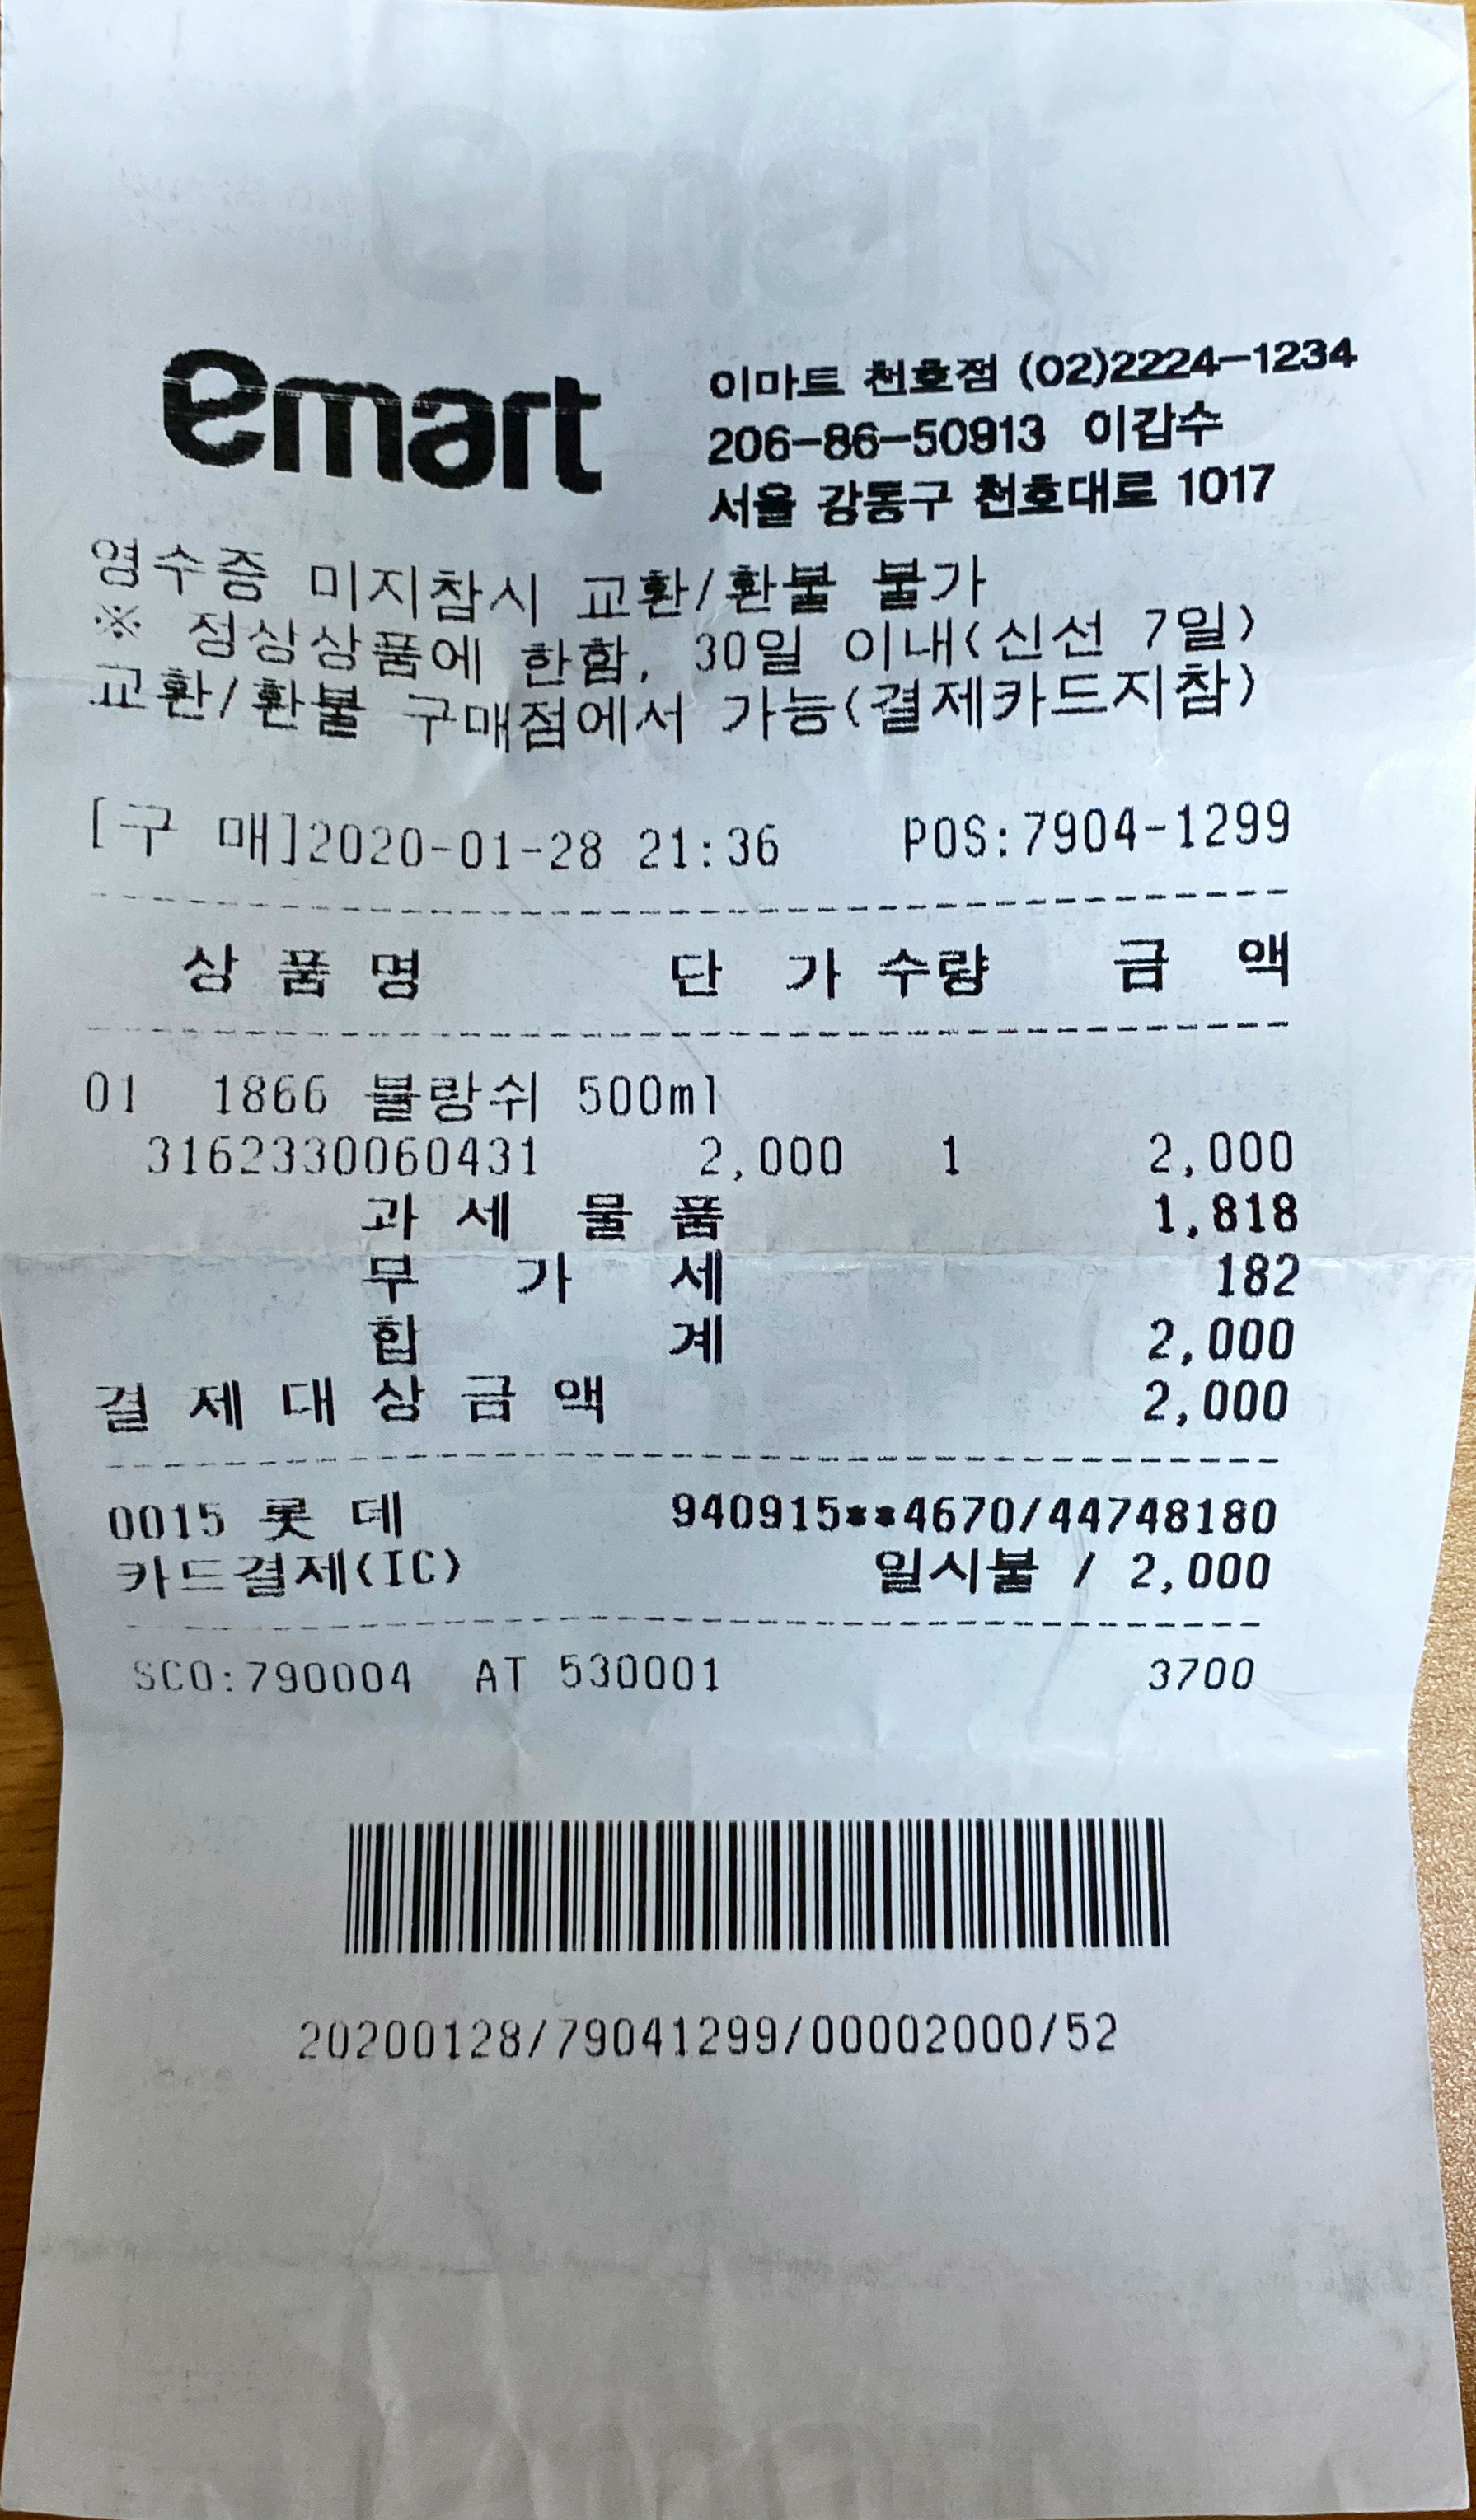 emart
이마트 천호점 (02)2224-1234
206-86-50913 이갑수
서울 강동구 천호대로 1017
영수증 미지참시 교환/환불 불가
※ 정상상품에 한함, 30일 이내(신선 7일)
교환/환불 구매점에서 가능(결제카드지참)
[구 매]2020-01-28 21:36 POS:7904-1299
상 품 명 단 가 수량 금 액
01 1866 블랑쉬 500ml
3162330060431 2,000 1 2,000
과 세 물 품 1,818
부 가 세 182
합 계 2,000
결 제 대 상 금 액 2,000
0015 롯 데 940915**4670/44748180
카드결제(IC) 일시불 / 2,000
SCO:790004 AT 530001 3700
20200128/79041299/00002000/52